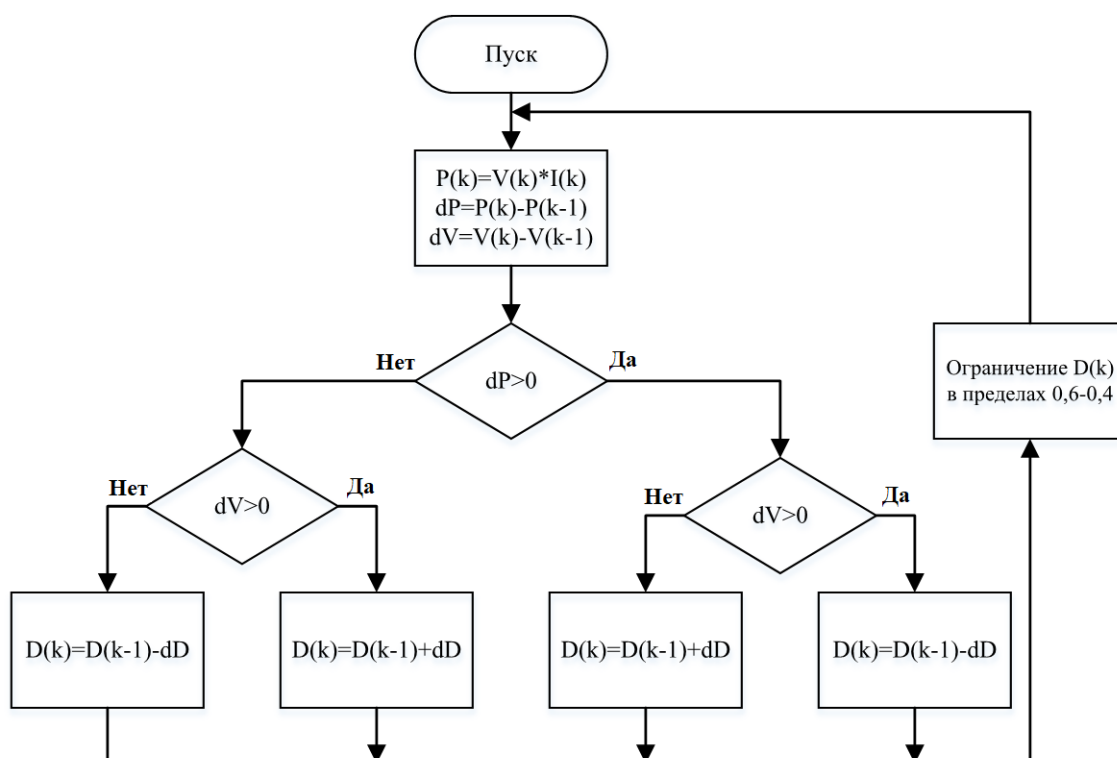 Пуск
P(k)=V(k)*I(k)
dP=P(k)-P(k-1)
dV=V(k)-V(k-1)
Нет
Да
dP>0
Ограничение D(k)
в пределах 0,6-0,4
Нет
Да
dV>0
Нет
Да
dV>0
D(k)=D(k-1)-dD
D(k)=D(k-1)+dD
D(k)=D(k-1)+dD
D(k)=D(k-1)-dD